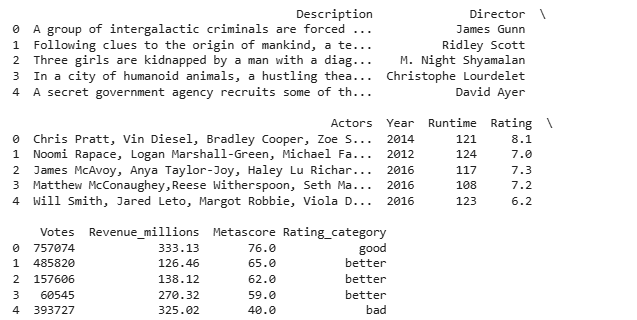 Description Director \
0 A group of intergalactic criminals are forced ... James Gunn
1 Following clues to the origin of mankind, a te... Ridley Scott
2 Three girls are kidnapped by a man with a diag... M. Night Shyamalan
3 In a city of humanoid animals, a hustling thea... Christophe Lourdelet
4 A secret government agency recruits some of th... David Ayer
Actors Year Runtime Rating \
0 Chris Pratt, Vin Diesel, Bradley Cooper, Zoe S... 2014 121 8.1
1 Noomi Rapace, Logan Marshall-Green, Michael Fa... 2012 124 7.0
2 James McAvoy, Anya Taylor-Joy, Haley Lu Richar... 2016 117 7.3
3 Matthew McConaughey,Reese Witherspoon, Seth Ma... 2016 108 7.2
4 Will Smith, Jared Leto, Margot Robbie, Viola D... 2016 123 6.2
Votes Revenue_millions Metascore Rating_category
0 757074 333.13 76.0 good
1 485820 126.46 65.0 better
2 157606 138.12 62.0 better
3 60545 270.32 59.0 better
4 393727 325.02 40.0 bad